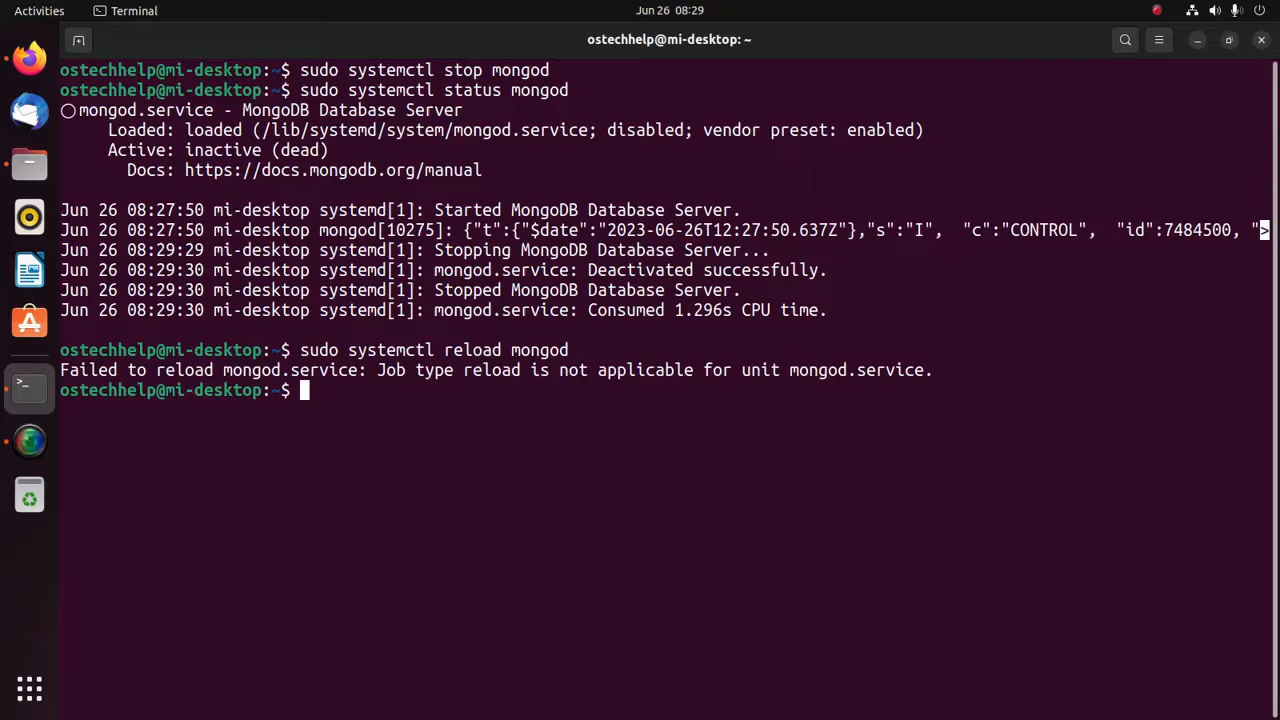 Activities
Terminal
Jun 26 08:29
ostechhelp@mi-desktop: ~
ostechhelp@mi-desktop:~$ sudo systemctl stop mongod
ostechhelp@mi-desktop:~$ sudo systemctl status mongod
○mongod.service - MongoDB Database Server
Loaded: loaded (/lib/systemd/system/mongod.service; disabled; vendor preset: enabled)
Active: inactive (dead)
Docs: https://docs.mongodb.org/manual
Jun 26 08:27:50 mi-desktop systemd[1]: Started MongoDB Database Server.
Jun 26 08:27:50 mi-desktop mongod[10275]: {"t":{"$date":"2023-06-26T12:27:50.637Z"},"s":"I",  "c":"CONTROL",  "id":7484500, ">
Jun 26 08:29:29 mi-desktop systemd[1]: Stopping MongoDB Database Server...
Jun 26 08:29:30 mi-desktop systemd[1]: mongod.service: Deactivated successfully.
Jun 26 08:29:30 mi-desktop systemd[1]: Stopped MongoDB Database Server.
Jun 26 08:29:30 mi-desktop systemd[1]: mongod.service: Consumed 1.296s CPU time.
ostechhelp@mi-desktop:~$ sudo systemctl reload mongod
Failed to reload mongod.service: Job type reload is not applicable for unit mongod.service.
ostechhelp@mi-desktop:~$